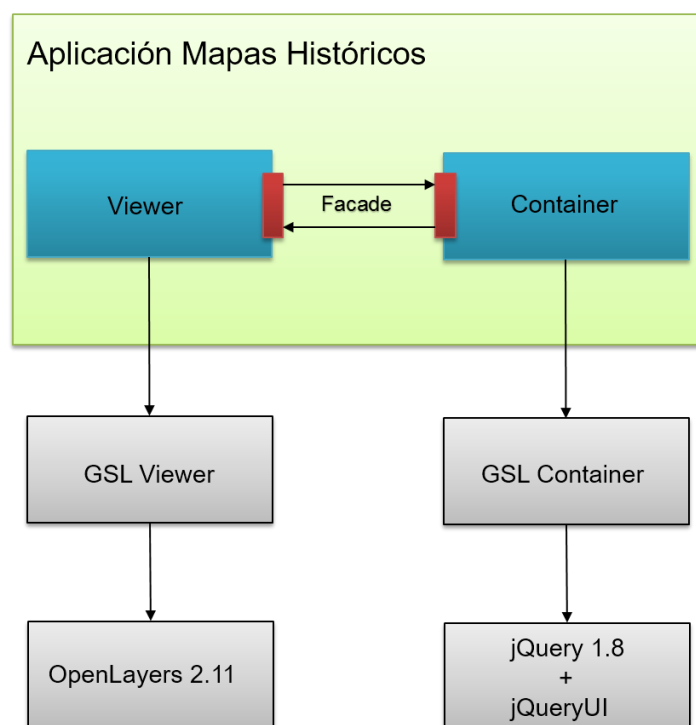 Aplicación Mapas Históricos
Viewer
Facade
Container
GSL Viewer
GSL Container
OpenLayers 2.11
jQuery 1.8
+
jQueryUI